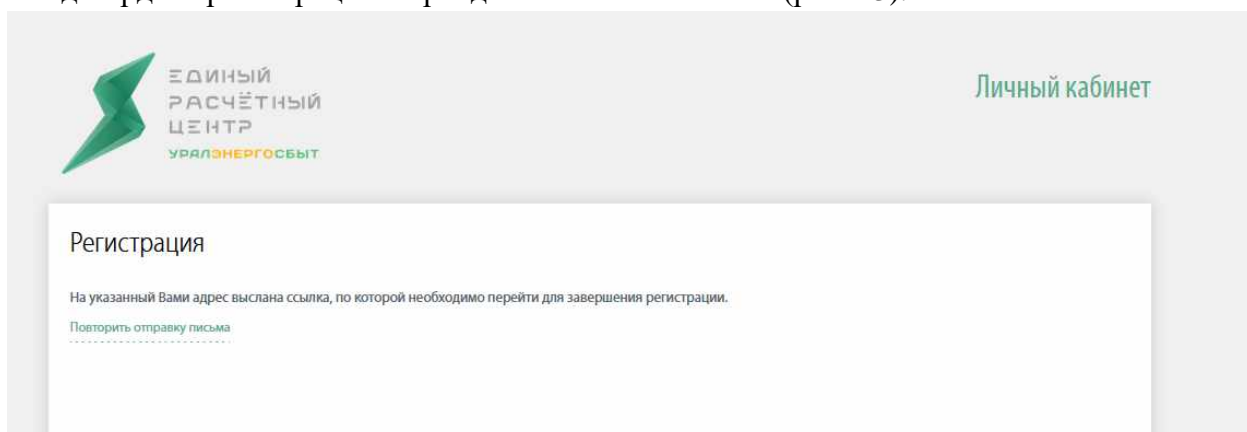 ЕДИНЫЙ
РАСЧЁТНЫЙ
ЦЕНТР
УРАЛЭНЕРГОСБЫТ
Личный кабинет
Регистрация
На указанный Вами адрес выслана ссылка, по которой необходимо перейти для завершения регистрации.
Повторить отправку письма